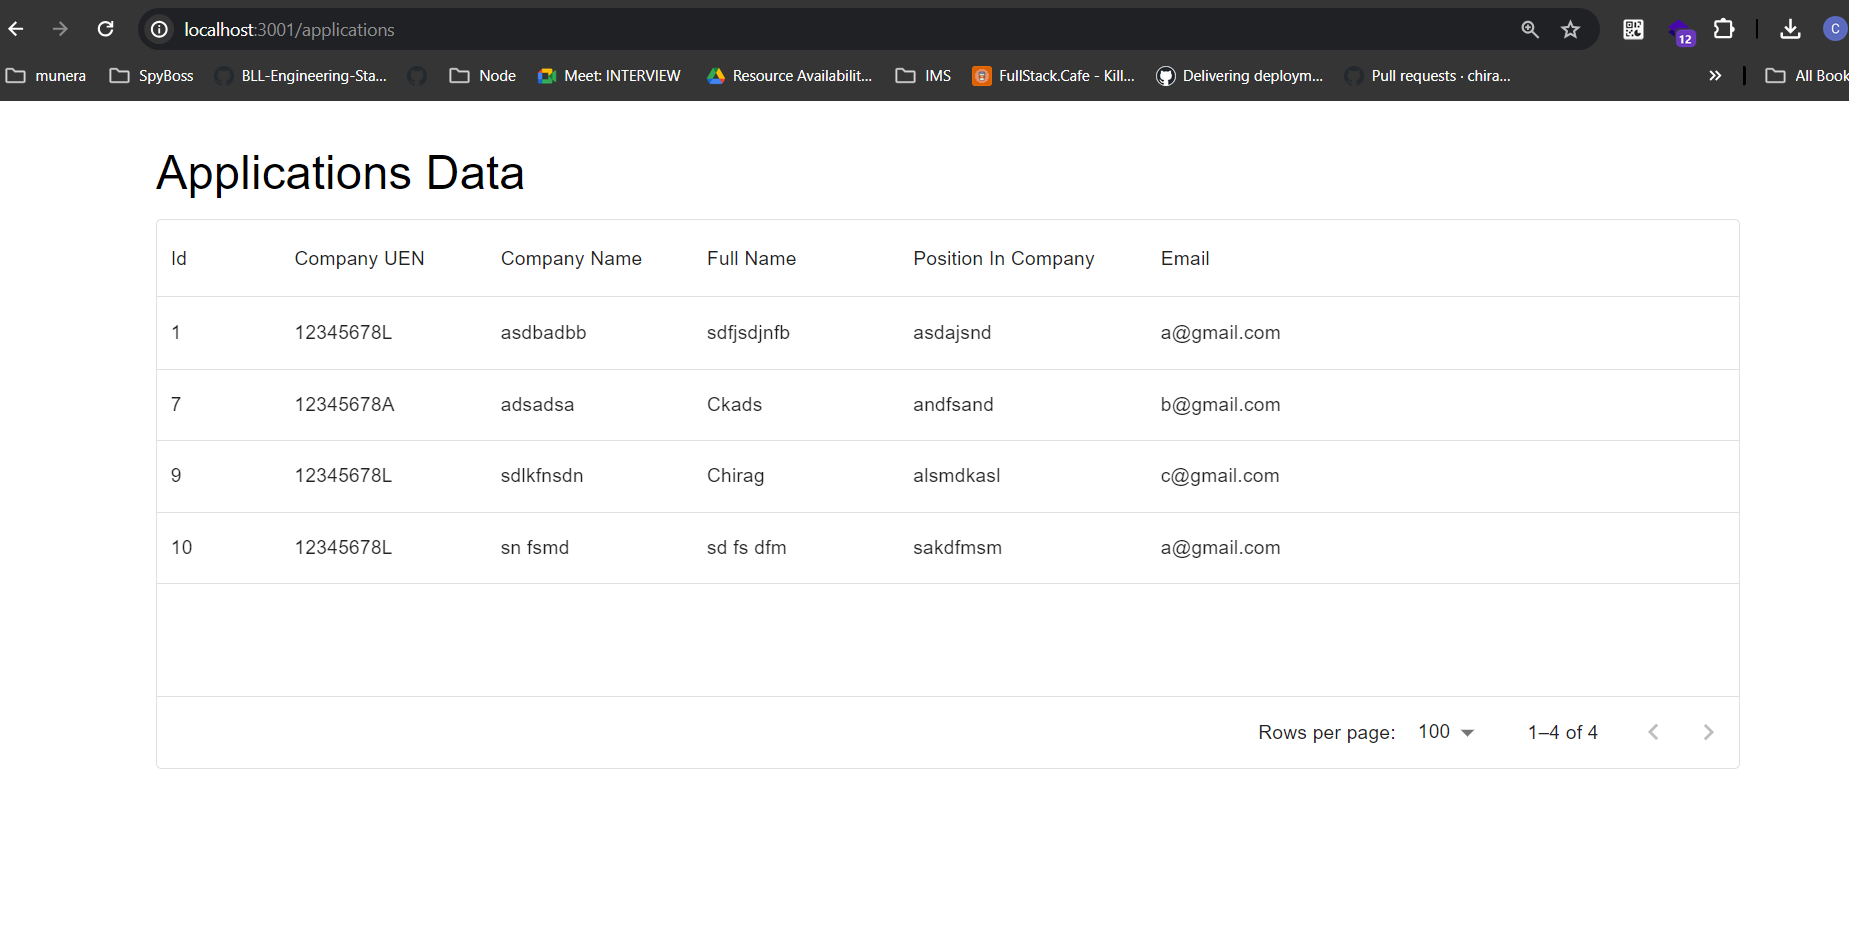 localhost:3001/applications
12
C
munera SpyBoss BLL-Engineering-Sta... Node Meet: INTERVIEW Resource Availabilit... IMS FullStack.Cafe - Kill... Delivering deploym... Pull requests · chira... » All Book
Applications Data
Id Company UEN Company Name Full Name Position In Company Email
1 12345678L asdbadbb sdfjsdjnfb asdajsnd a@gmail.com
7 12345678A adsadsa Ckads andfsand b@gmail.com
9 12345678L sdlkfnsdn Chirag alsmdkasl c@gmail.com
10 12345678L sn fsmd sd fs dfm sakdfmsm a@gmail.com
Rows per page: 100 1–4 of 4